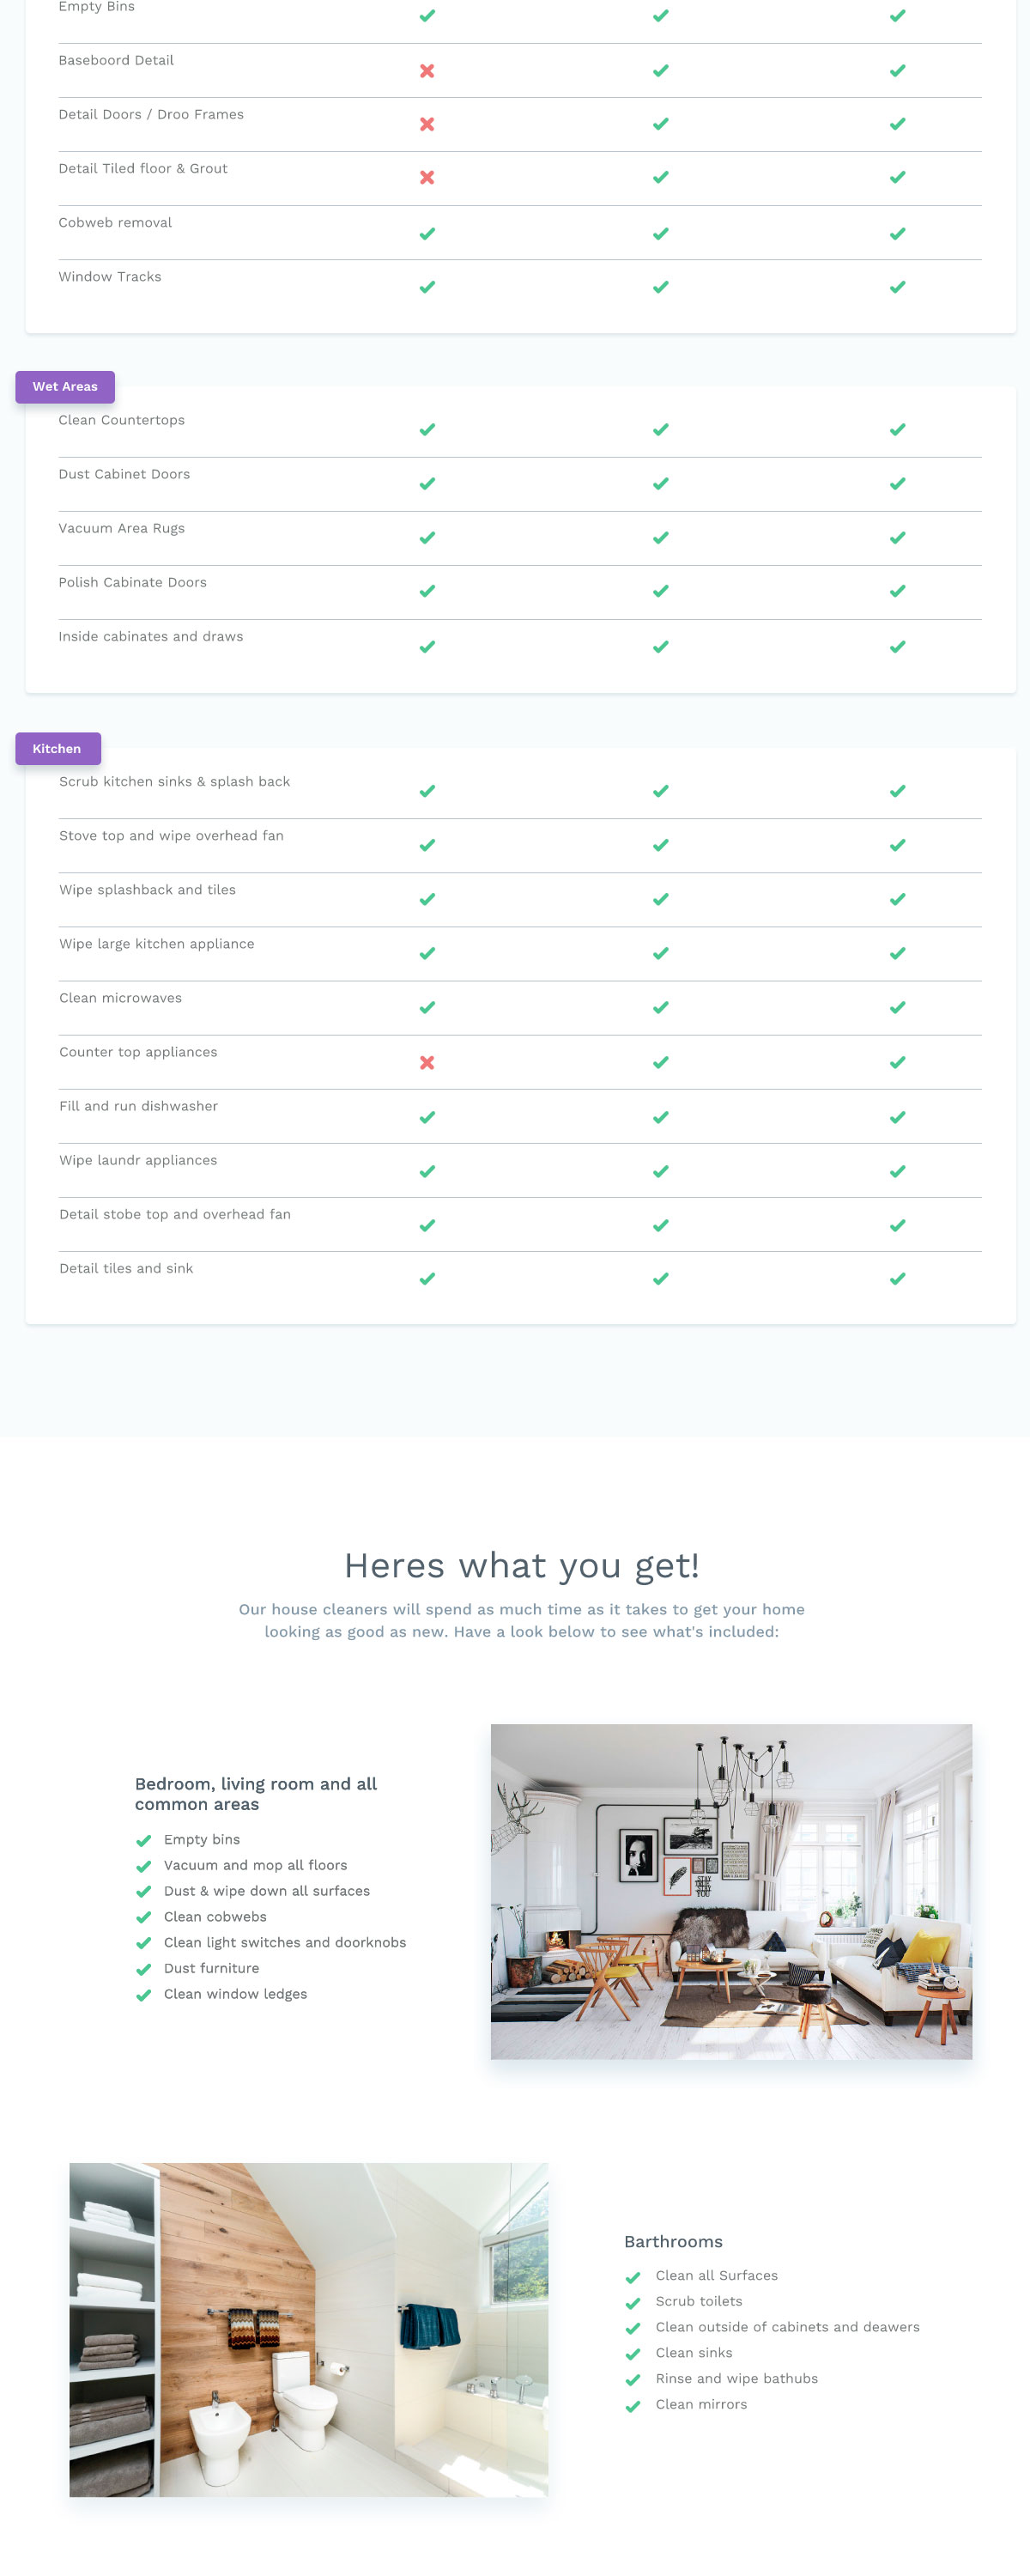 Empty Bins
Baseboord Detail
Detail Doors / Droo Frames
Detail Tiled floor & Grout
Cobweb removal
Window Tracks
Wet Areas
Clean Countertops
Dust Cabinet Doors
Vacuum Area Rugs
Polish Cabinate Doors
Inside cabinates and draws
Kitchen
Scrub kitchen sinks & splash back
Stove top and wipe overhead fan
Wipe splashback and tiles
Wipe large kitchen appliance
Clean microwaves
Counter top appliances
Fill and run dishwasher
Wipe laundr appliances
Detail stobe top and overhead fan
Detail tiles and sink
Heres what you get!
Our house cleaners will spend as much time as it takes to get your home
looking as good as new. Have a look below to see what's included:
Bedroom, living room and all
common areas
Empty bins
Vacuum and mop all floors
Dust & wipe down all surfaces
Clean cobwebs
Clean light switches and doorknobs
Dust furniture
Clean window ledges
STAY
TRUE
STAY
YOU
Barthrooms
Clean all Surfaces
Scrub toilets
Clean outside of cabinets and deawers
Clean sinks
Rinse and wipe bathubs
Clean mirrors